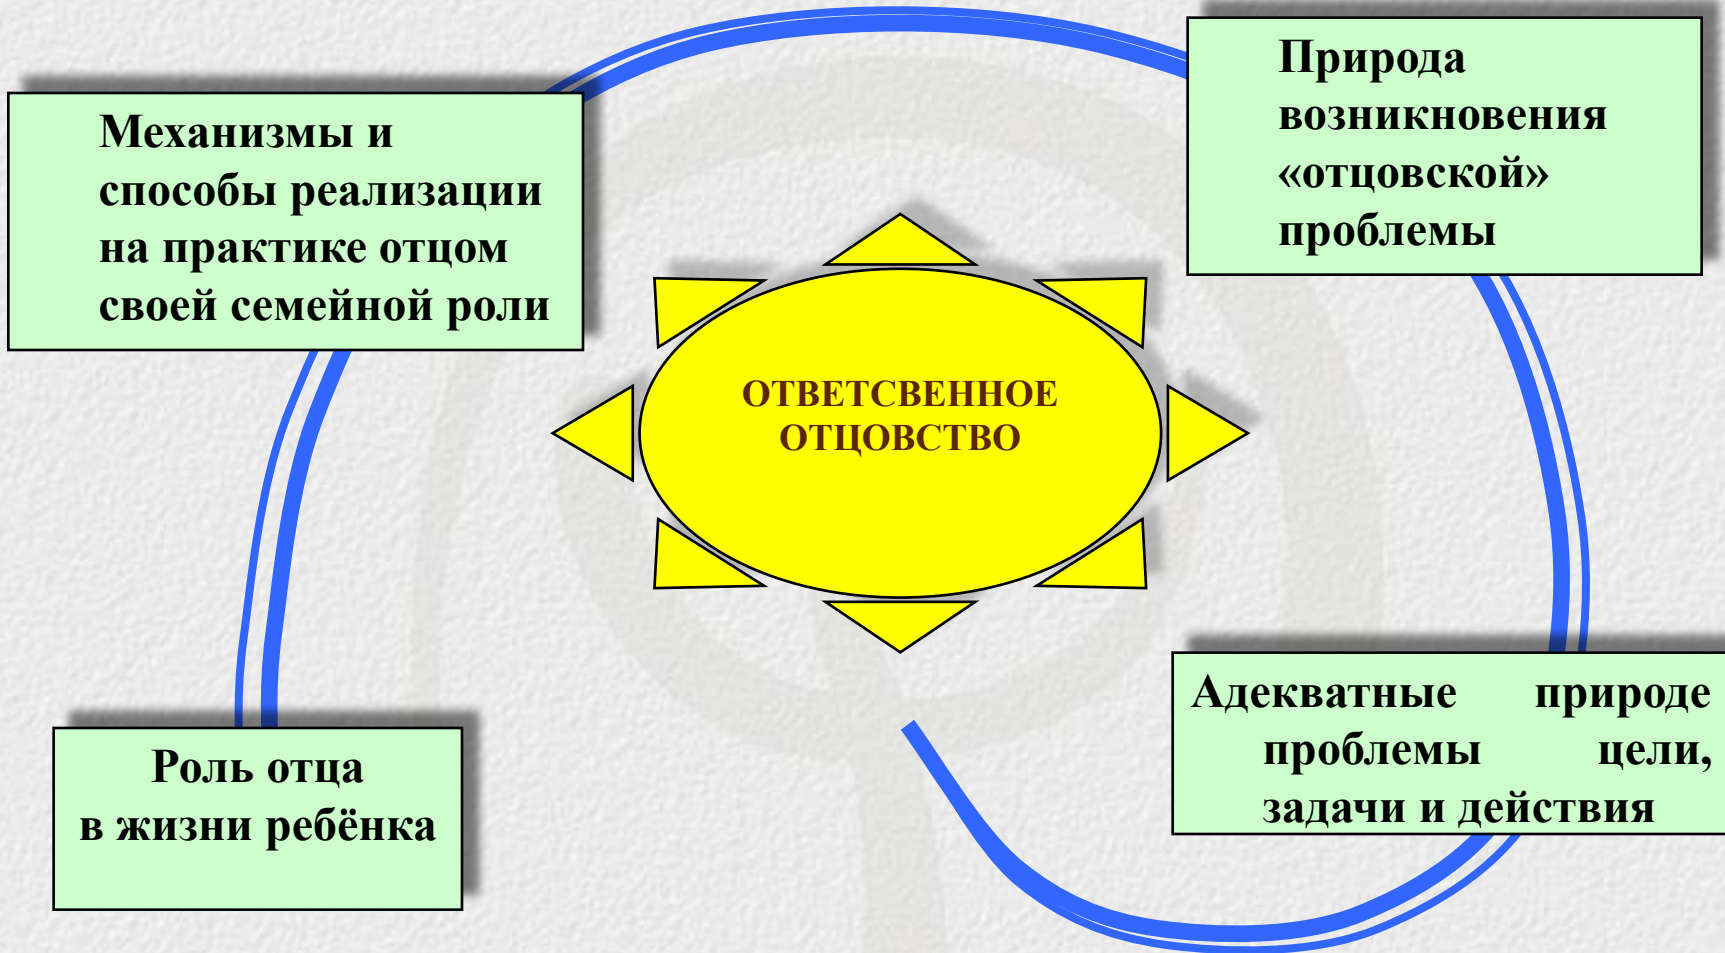 Механизмы и
способы реализации
на практике отцом
своей семейной роли
Природа
возникновения
«отцовской»
проблемы
ОТВЕТСВЕННОЕ
ОТЦОВСТВО
Роль отца
в жизни ребёнка
Адекватные природе
проблемы цели,
задачи и действия